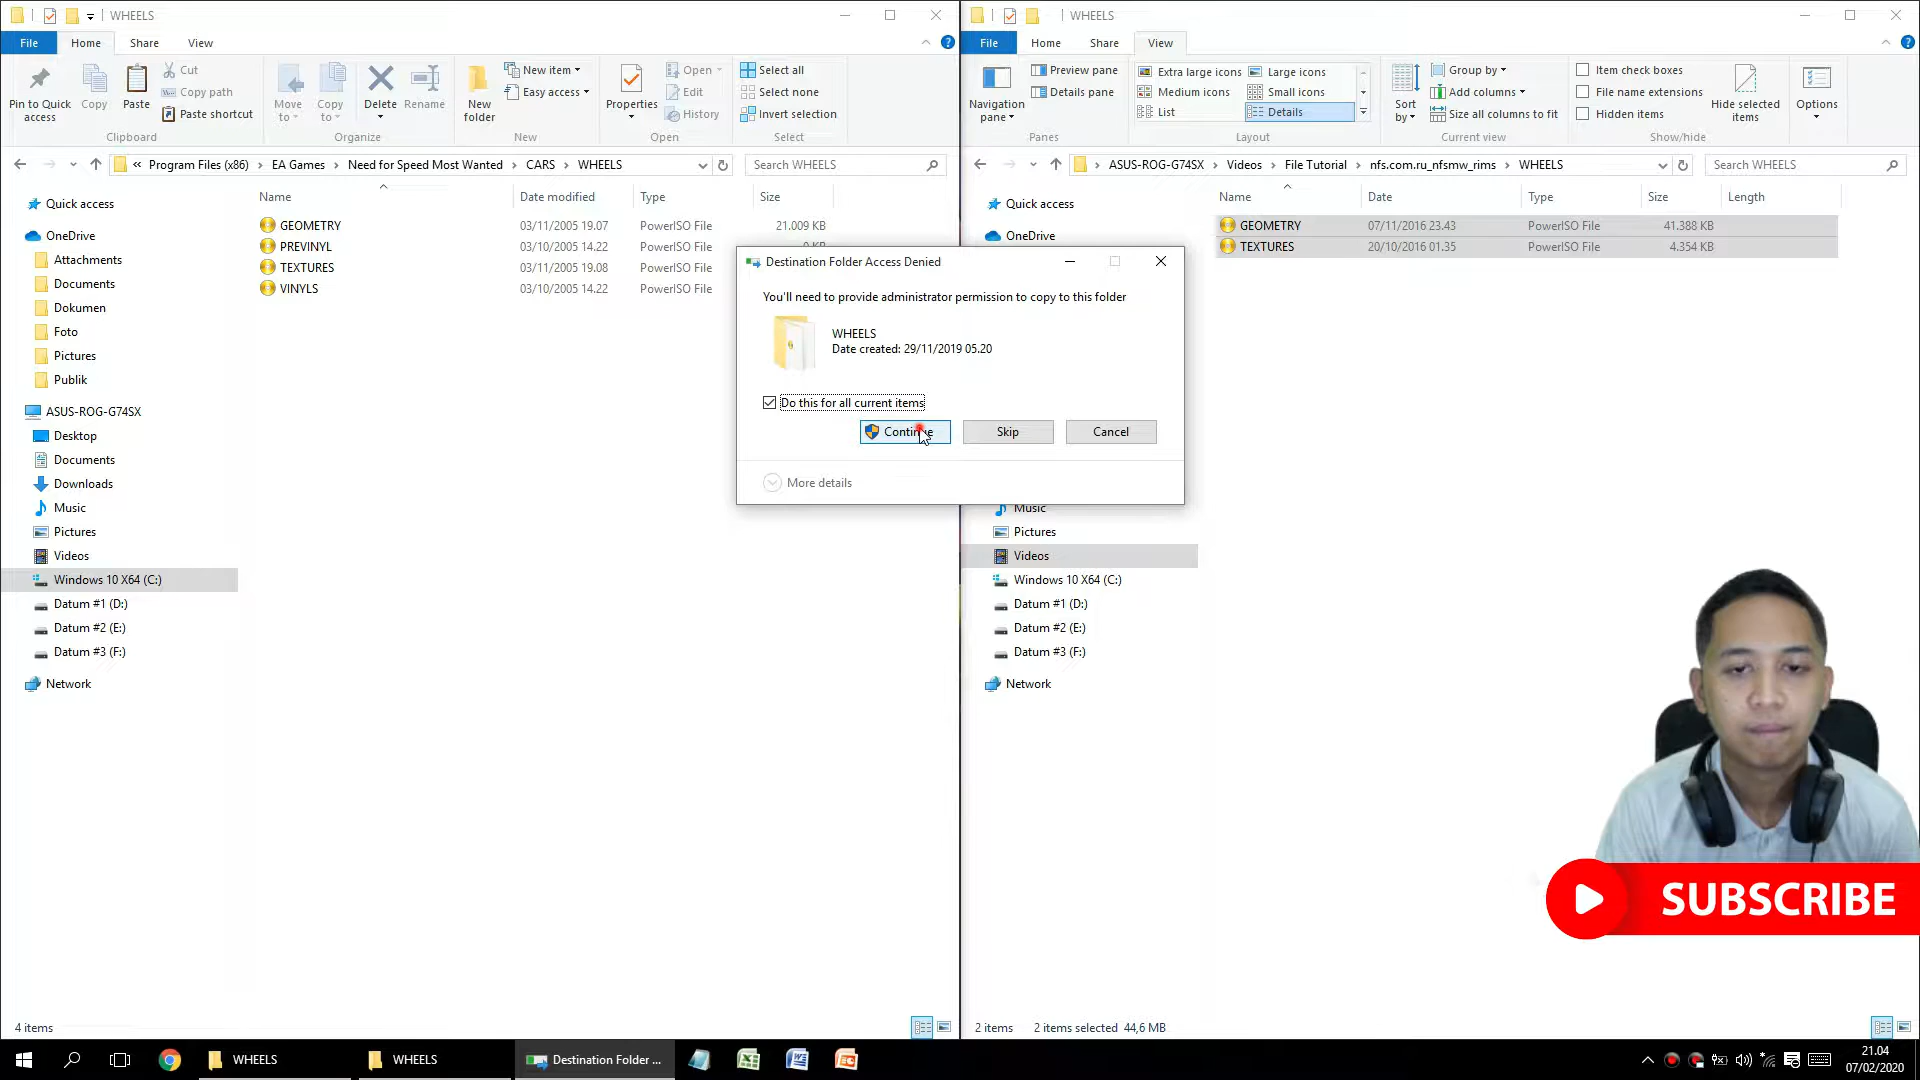 WHEELS
File Home Share View
Pin to Quick access
Copy
Paste
Cut
Copy path
Paste shortcut
Clipboard
Move to
Copy to
Delete
Rename
Organize
New folder
New item
Easy access
New
Properties
Open
Edit
History
Open
Select all
Select none
Invert selection
Select
« Program Files (x86) › EA Games › Need for Speed Most Wanted › CARS › WHEELS
Search WHEELS
Name Date modified Type Size
GEOMETRY 03/11/2005 19.07 PowerISO File 21.009 KB
PREVINYL 03/10/2005 14.22 PowerISO File 0 KB
TEXTURES 03/11/2005 19.08 PowerISO File
VINYLS 03/10/2005 14.22 PowerISO File
Quick access
OneDrive
Attachments
Documents
Dokumen
Foto
Pictures
Publik
ASUS-ROG-G74SX
Desktop
Documents
Downloads
Music
Pictures
Videos
Windows 10 X64 (C:)
Datum #1 (D:)
Datum #2 (E:)
Datum #3 (F:)
Network
4 items
WHEELS
File Home Share View
Navigation pane
Preview pane
Details pane
Panes
Extra large icons
Large icons
Medium icons
Small icons
List
Details
Layout
Sort by
Group by
Add columns
Size all columns to fit
Current view
Item check boxes
File name extensions
Hidden items
Hide selected items
Show/hide
Options
› ASUS-ROG-G74SX › Videos › File Tutorial › nfs.com.ru_nfsmw_rims › WHEELS
Search WHEELS
Name Date Type Size Length
GEOMETRY 07/11/2016 23.43 PowerISO File 41.388 KB
TEXTURES 20/10/2016 01.35 PowerISO File 4.354 KB
Quick access
OneDrive
Music
Pictures
Videos
Windows 10 X64 (C:)
Datum #1 (D:)
Datum #2 (E:)
Datum #3 (F:)
Network
2 items 2 items selected 44,6 MB
Destination Folder Access Denied
You'll need to provide administrator permission to copy to this folder
WHEELS
Date created: 29/11/2019 05.20
Do this for all current items
Continue
Skip
Cancel
More details
SUBSCRIBE
WHEELS
WHEELS
Destination Folder ...
21.04
07/02/2020